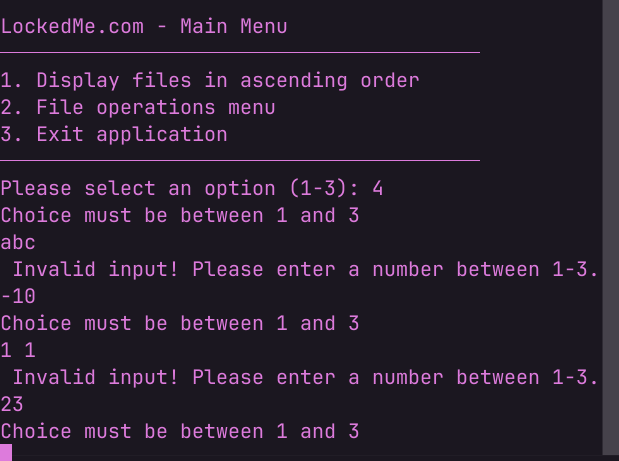 LockedMe.com - Main Menu
1. Display files in ascending order
2. File operations menu
3. Exit application
Please select an option (1-3): 4
Choice must be between 1 and 3
abc
Invalid input! Please enter a number between 1-3.
-10
Choice must be between 1 and 3
1 1
Invalid input! Please enter a number between 1-3.
23
Choice must be between 1 and 3